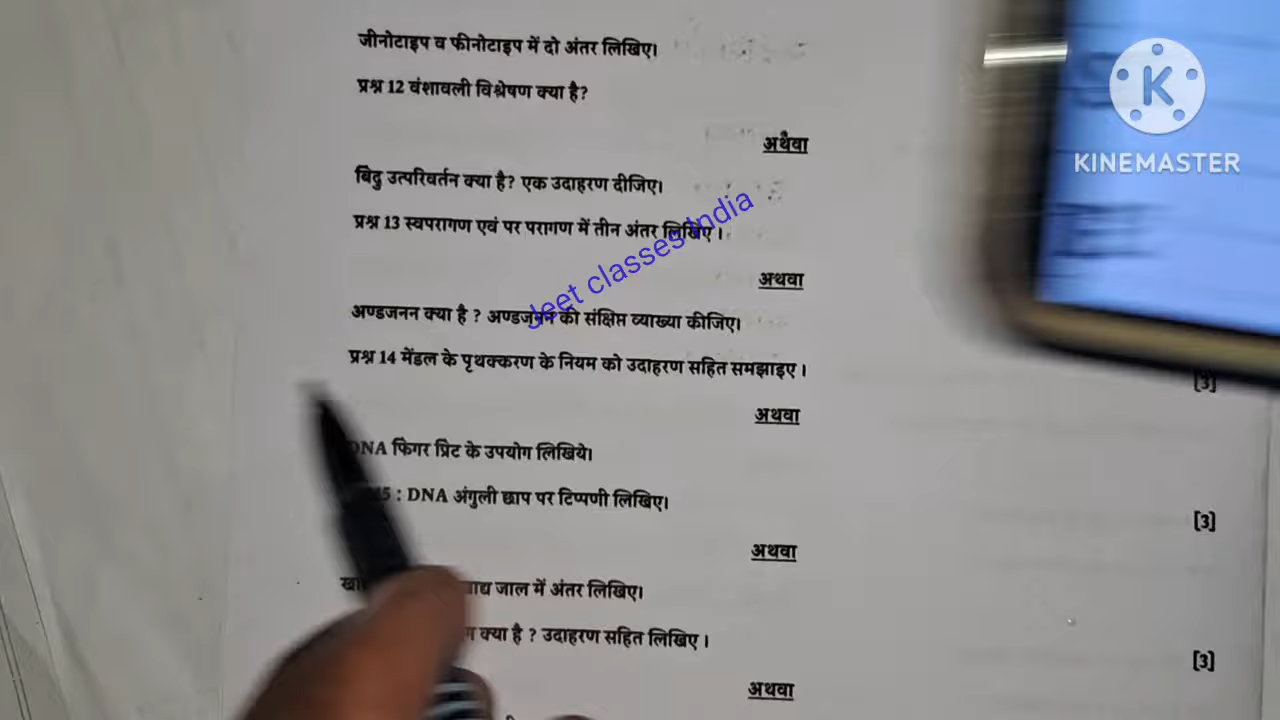 जीनोटाइप व फीनोटाइप में दो अंतर लिखिए।
प्रश्न 12 वंशावली विश्लेषण क्या है?
अथवा
बिंदु उत्परिवर्तन क्या है? एक उदाहरण दीजिए।
प्रश्न 13 स्वपरागण एवं पर परागण में तीन अंतर लिखिए।
अथवा
अण्डजनन क्या है ? अण्डजनन की संक्षिप्त व्याख्या कीजिए।
प्रश्न 14 मेंडल के पृथक्करण के नियम को उदाहरण सहित समझाइए।
[3]
अथवा
DNA फिंगर प्रिंट के उपयोग लिखिये।
5 : DNA अंगुली छाप पर टिप्पणी लिखिए।
[3]
अथवा
जाल में अंतर लिखिए।
क्या है ? उदाहरण सहित लिखिए।
[3]
अथवा
Jeet classes India
K
KINEMASTER